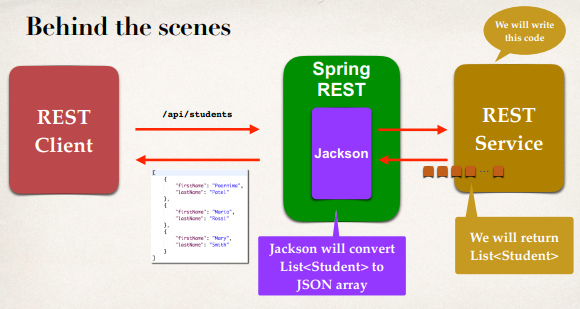 Behind the scenes
We will write
this code
REST
Client
/api/students
Spring
REST
Jackson
REST
Service
[
{
"firstName": "Poornima",
"lastName": "Patel"
},
{
"firstName": "Mario",
"lastName": "Rossi"
},
{
"firstName": "Mary",
"lastName": "Smith"
}
]
...
Jackson will convert
List<Student> to
JSON array
We will return
List<Student>